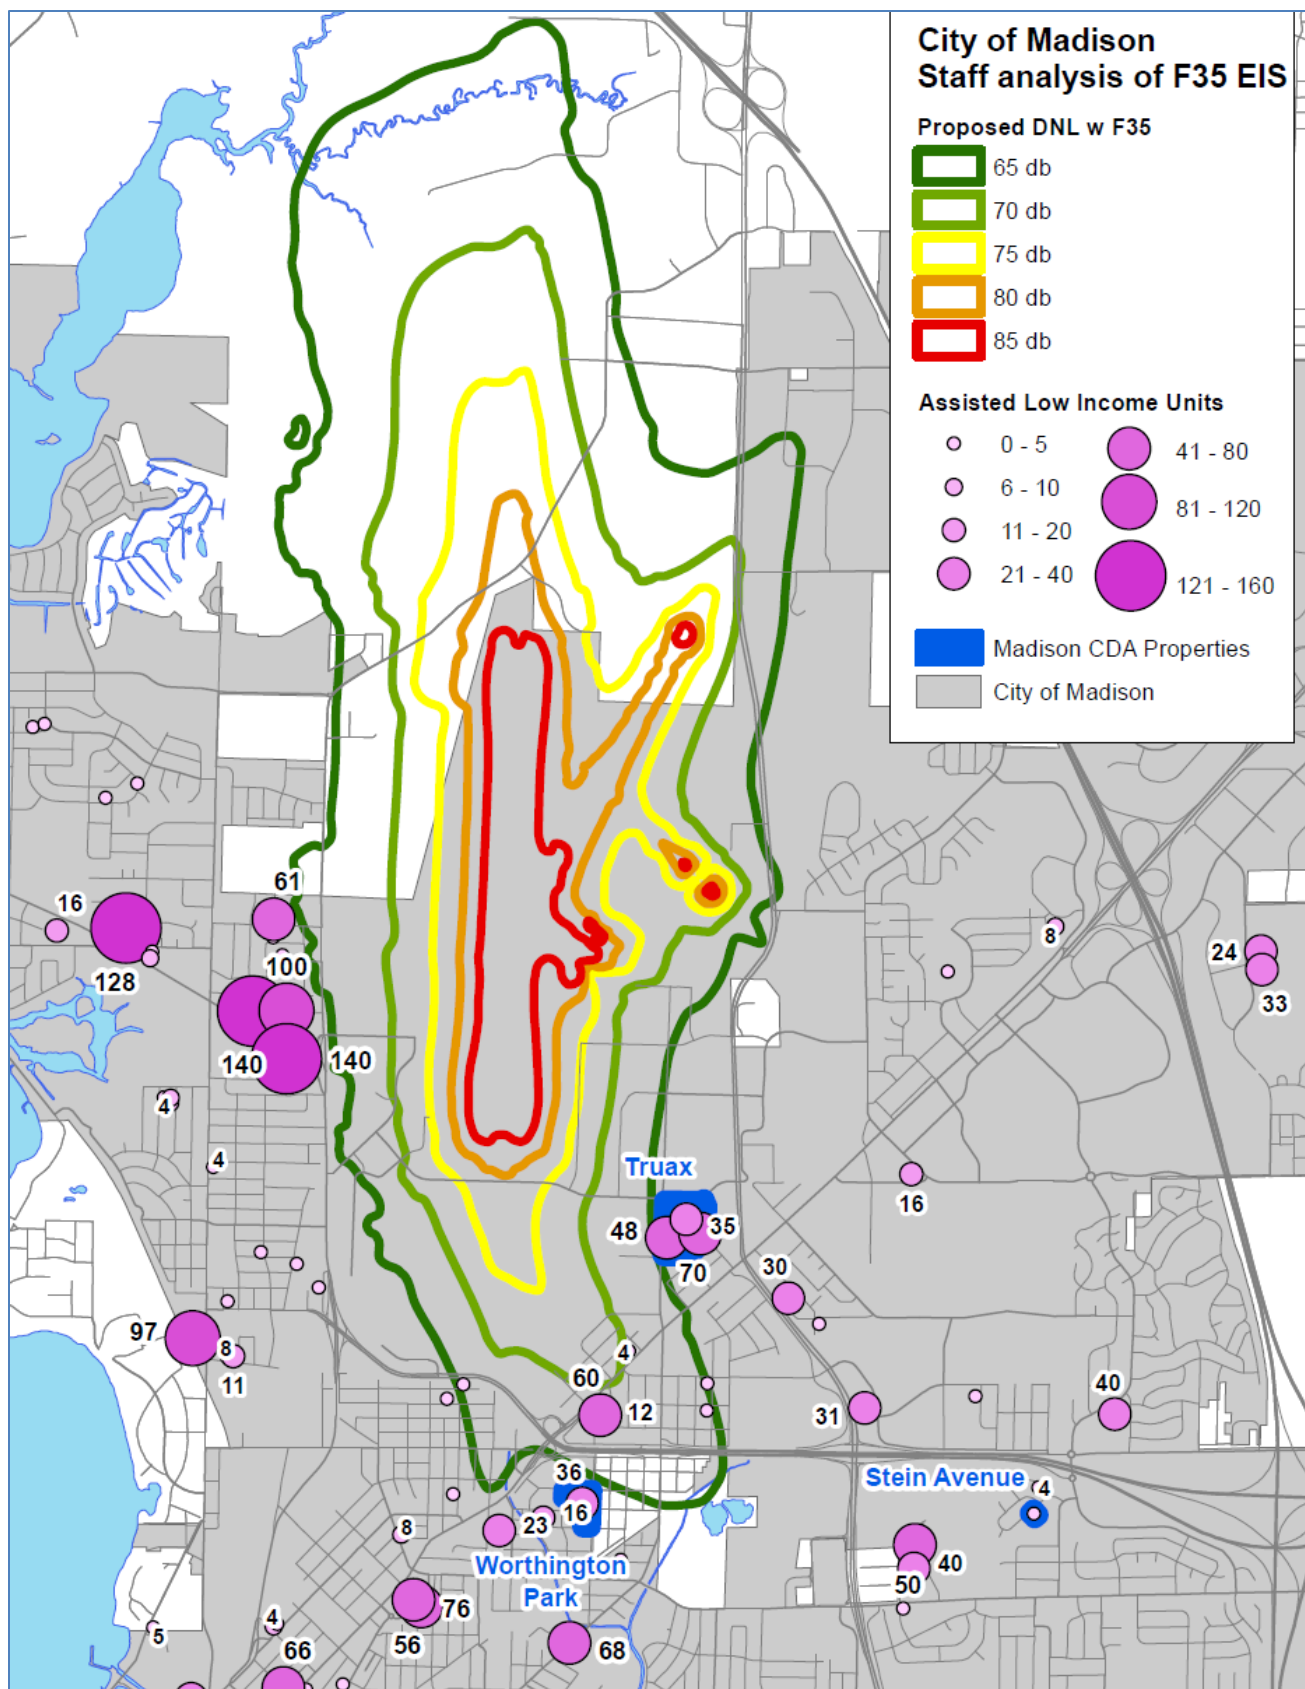 City of Madison
Staff analysis of F35 EIS
Proposed DNL w F35
65 db
70 db
75 db
80 db
85 db
Assisted Low Income Units
0 - 5
41 - 80
6 - 10
81 - 120
11 - 20
21 - 40
121 - 160
Madison CDA Properties
City of Madison
61
16
8
24
128
100
33
140
140
4
4
Truax
16
48
35
70
30
97
8
4
11
60
40
12
31
36
Stein Avenue
4
16
23
8
Worthington
Park
40
50
76
4
5
56
66
68